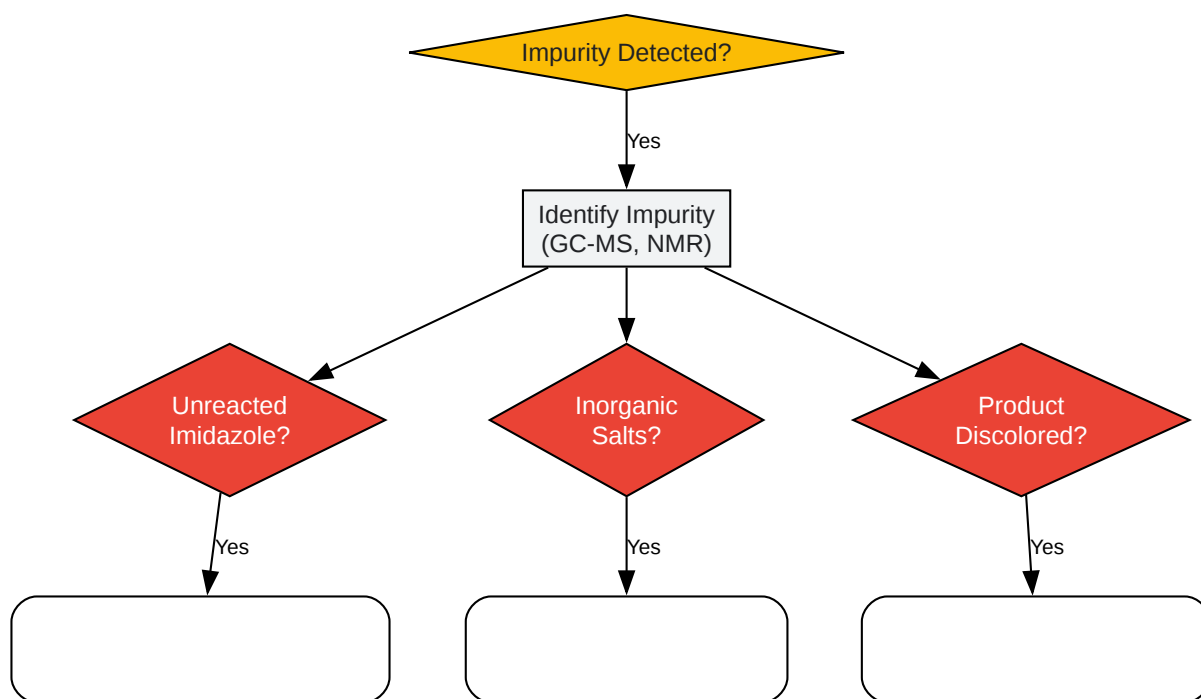 Impurity Detected?
Yes
Identify Impurity
(GC-MS, NMR)
Unreacted
Imidazole?
Inorganic
Salts?
Product
Discolored?
Yes
Yes
Yes